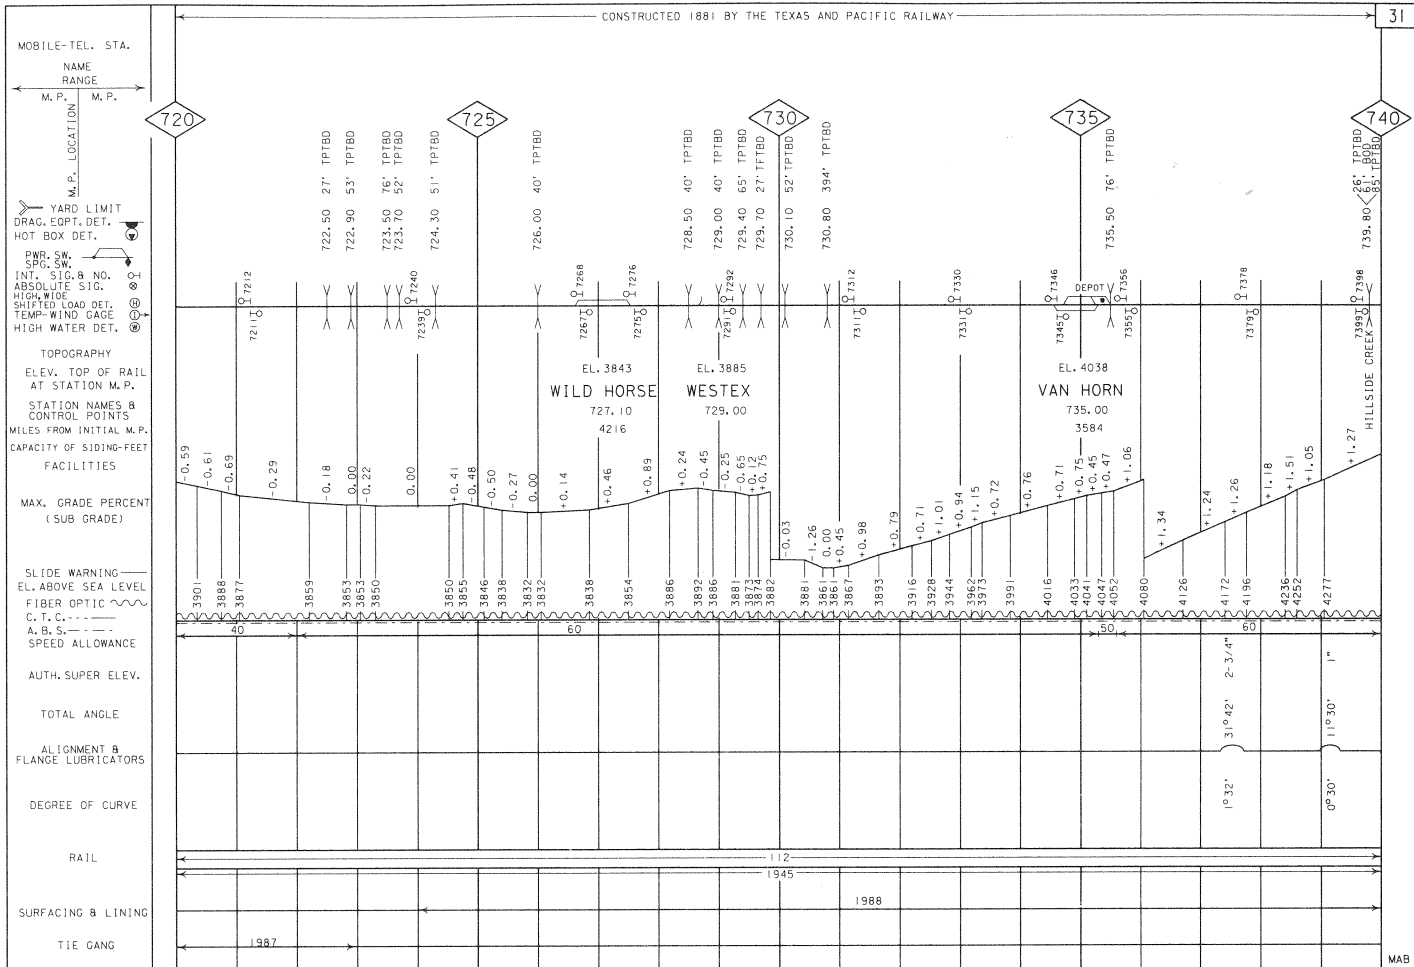 CONSTRUCTED 1881 BY THE TEXAS AND PACIFIC RAILWAY
31
MOBILE-TEL. STA.
NAME
RANGE
M.P. M.P.
M.P. LOCATION
YARD LIMIT
DRAG. EQPT. DET.
HOT BOX DET.
PWR. SW.
SPG. SW.
INT. SIG. & NO.
ABSOLUTE SIG.
HIGH, WIDE
SHIFTED LOAD DET.
TEMP-WIND GAGE
HIGH WATER DET.
TOPOGRAPHY
ELEV. TOP OF RAIL
AT STATION M.P.
STATION NAMES &
CONTROL POINTS
MILES FROM INITIAL M.P.
CAPACITY OF SIDING-FEET
FACILITIES
MAX. GRADE PERCENT
(SUB GRADE)
SLIDE WARNING
EL. ABOVE SEA LEVEL
FIBER OPTIC
C.T.C.
A.B.S.
SPEED ALLOWANCE
AUTH. SUPER ELEV.
TOTAL ANGLE
ALIGNMENT &
FLANGE LUBRICATORS
DEGREE OF CURVE
RAIL
SURFACING & LINING
TIE GANG
720 725 730 735 740
722.50 27' TPTBD
722.90 53' TPTBD
723.50 76' TPTBD
723.70 52' TPTBD
724.30 51' TPTBD
726.00 40' TPTBD
728.50 40' TPTBD
729.00 40' TPTBD
729.40 65' TPTBD
729.70 27' TFTBD
730.10 52' TPTBD
730.80 394' TPTBD
735.50 76' TPTBD
739.80
26' TPTBD
61' BOD
85' TPTBD
7212 7240 7268 7276 7292 7312 7330 7346 7356 7378 7398
DEPOT
7211 7239 7267 7275 7291 7311 7331 7345 7355 7379 7399
HILLSIDE CREEK
EL. 3843
WILD HORSE
727.10
4216
EL. 3885
WESTEX
729.00
EL. 4038
VAN HORN
735.00
3584
-0.59 -0.61 -0.69 -0.29 -0.18 0.00 -0.22 0.00 +0.41 -0.48 -0.50 -0.27 0.00 +0.14 +0.46 +0.89 +0.24 -0.45 -0.25 -0.65 +0.12 +0.75 -0.03 -1.26 0.00 +0.45 +0.98 +0.79 +0.71 +1.01 +0.94 +1.15 +0.72 +0.76 +0.71 +0.75 +0.45 +0.47 +1.06 +1.34 +1.24 +1.26 +1.18 +1.51 +1.05 +1.27
3901 3888 3877 3859 3853 3853 3850 3850 3855 3846 3838 3832 3832 3838 3854 3886 3892 3886 3881 3873 3874 3882 3881 3861 3861 3867 3893 3916 3928 3944 3962 3973 3991 4016 4033 4041 4047 4052 4080 4126 4172 4196 4236 4252 4277
40 60 50 60
2-3/4" 1"
31°42' 11°30'
1°32' 0°30'
112
1945
1988
1987
MAB